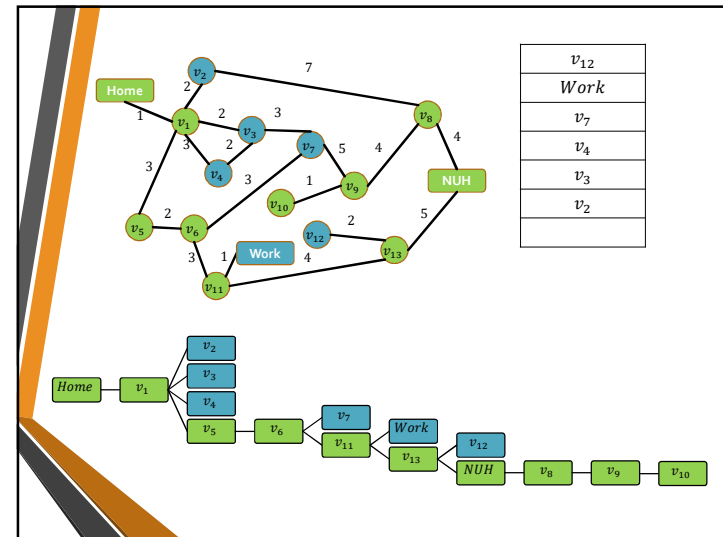 v₂
7
Home
2
1
v₁
2
3
v₃
v₈
3
2
v₇
5
4
4
v₄
3
3
1
v₉
NUH
v₁₀
v₅
2
v₆
v₁₂
2
5
3
1
Work
4
v₁₃
v₁₁
v₁₂
Work
v₇
v₄
v₃
v₂
v₂
v₃
Home
v₁
v₄
v₅
v₆
v₇
v₁₁
Work
v₁₃
v₁₂
NUH
v₈
v₉
v₁₀